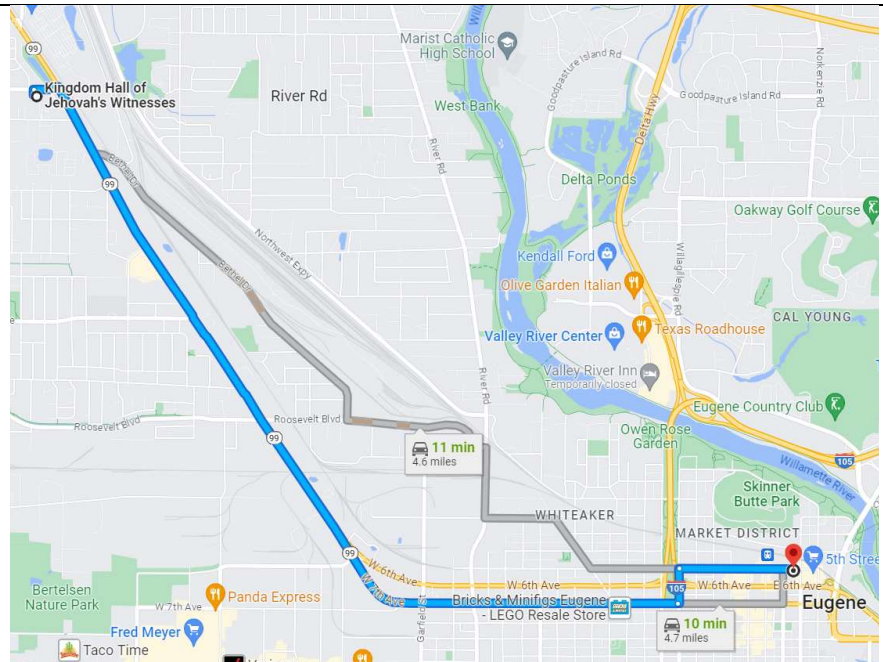 99
Kingdom Hall of
Jehovah's Witnesses
River Rd
Marist Catholic
High School
Goodpasture Island Rd
Goodpasture Island Rd
Norkenzie Rd
West Bank
Delta Hwy
River Rd
Bethel Dr
99
Delta Ponds
Oakway Golf Course
Northwest Expy
Bethel Dr
Kendall Ford
Willagillespie Rd
Olive Garden Italian
CAL YOUNG
Texas Roadhouse
Valley River Center
Valley River Inn
Temporarily closed
River Rd
Eugene Country Club
Roosevelt Blvd
Roosevelt Blvd
99
11 min
4.6 miles
Owen Rose
Garden
105
Willamette River
Skinner
Butte Park
WHITEAKER
MARKET DISTRICT
99
5th Stree
W 6th Ave
W 7th Ave
W 6th Ave
105
W 6th Ave
E 6th Ave
Eugene
Bertelsen
Nature Park
W 7th Ave
Panda Express
Garfield St
Bricks & Minifigs Eugene
- LEGO Resale Store
10 min
4.7 miles
Fred Meyer
Taco Time